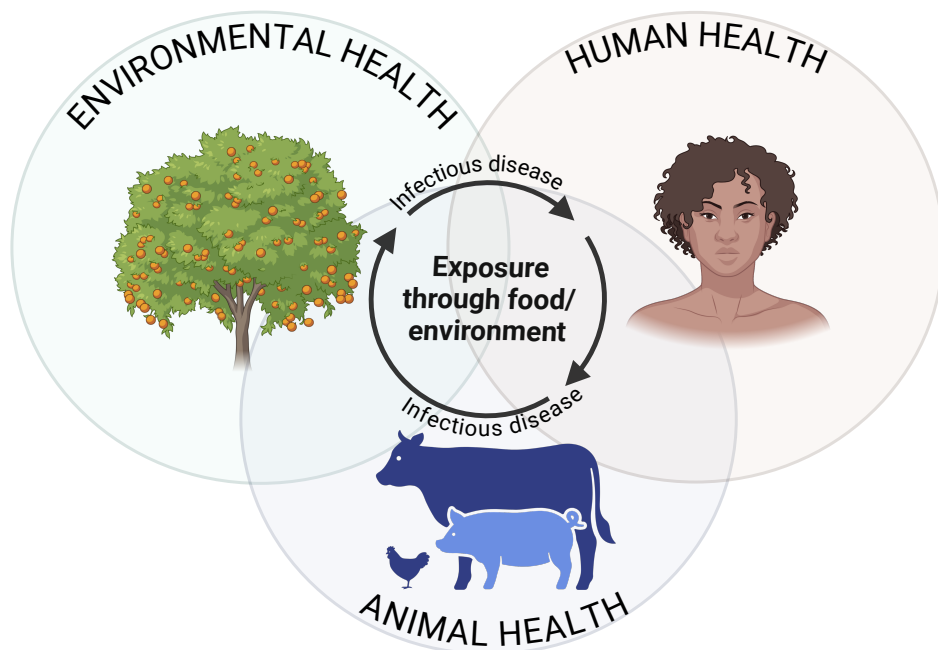 ENVIRONMENTAL HEALTH
HUMAN HEALTH
Infectious disease
Exposure
through food/
environment
Infectious disease
ANIMAL HEALTH